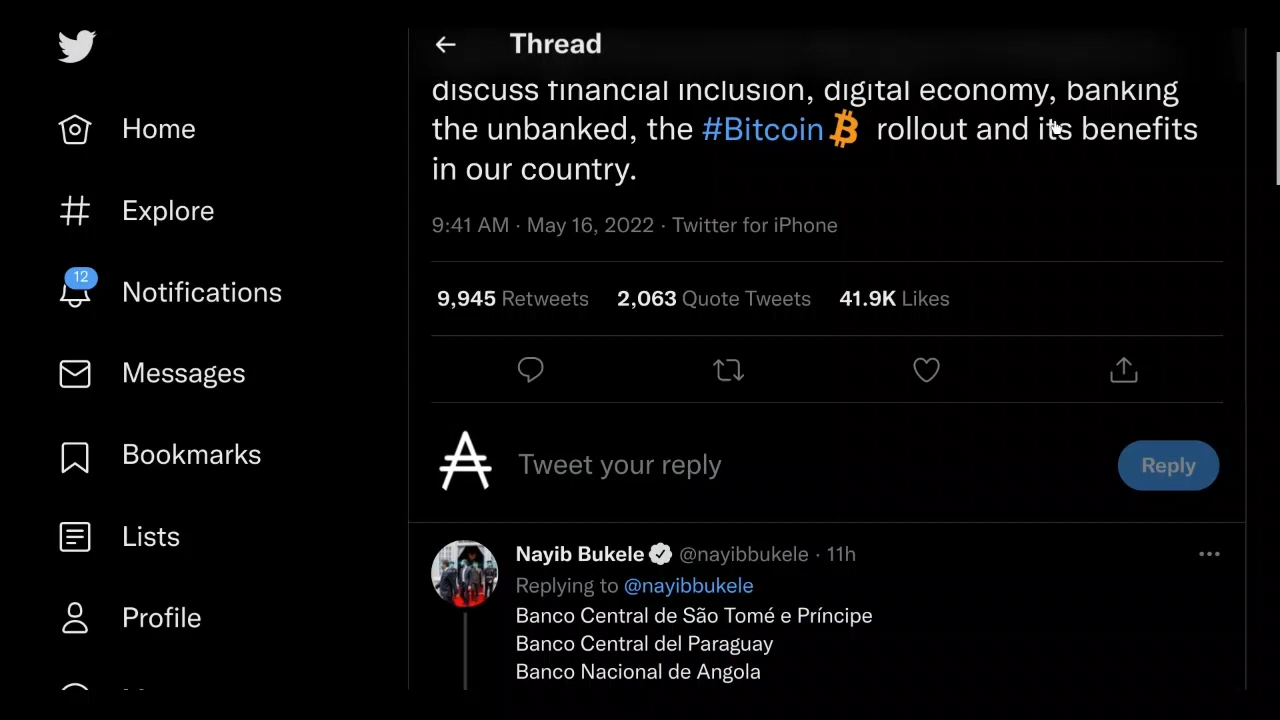 Thread
discuss financial inclusion, digital economy, banking
the unbanked, the #Bitcoin rollout and its benefits
in our country.
9:41 AM · May 16, 2022 · Twitter for iPhone
9,945 Retweets 2,063 Quote Tweets 41.9K Likes
Tweet your reply
Reply
Nayib Bukele @nayibbukele · 11h
Replying to @nayibbukele
Banco Central de São Tomé e Príncipe
Banco Central del Paraguay
Banco Nacional de Angola
Home
Explore
12
Notifications
Messages
Bookmarks
Lists
Profile